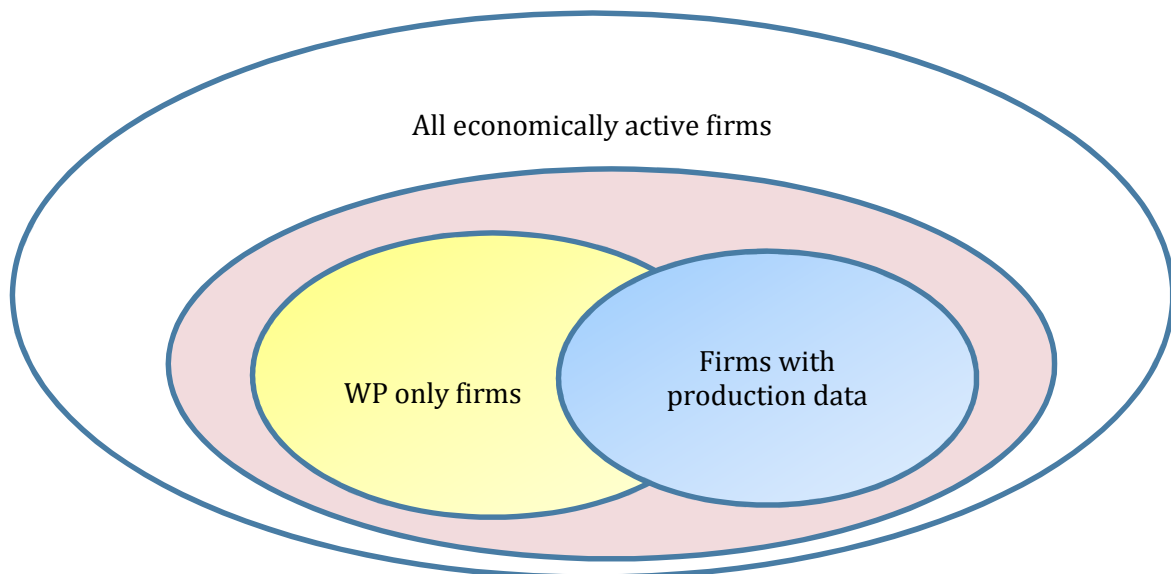 All economically active firms
WP only firms
Firms with
production data